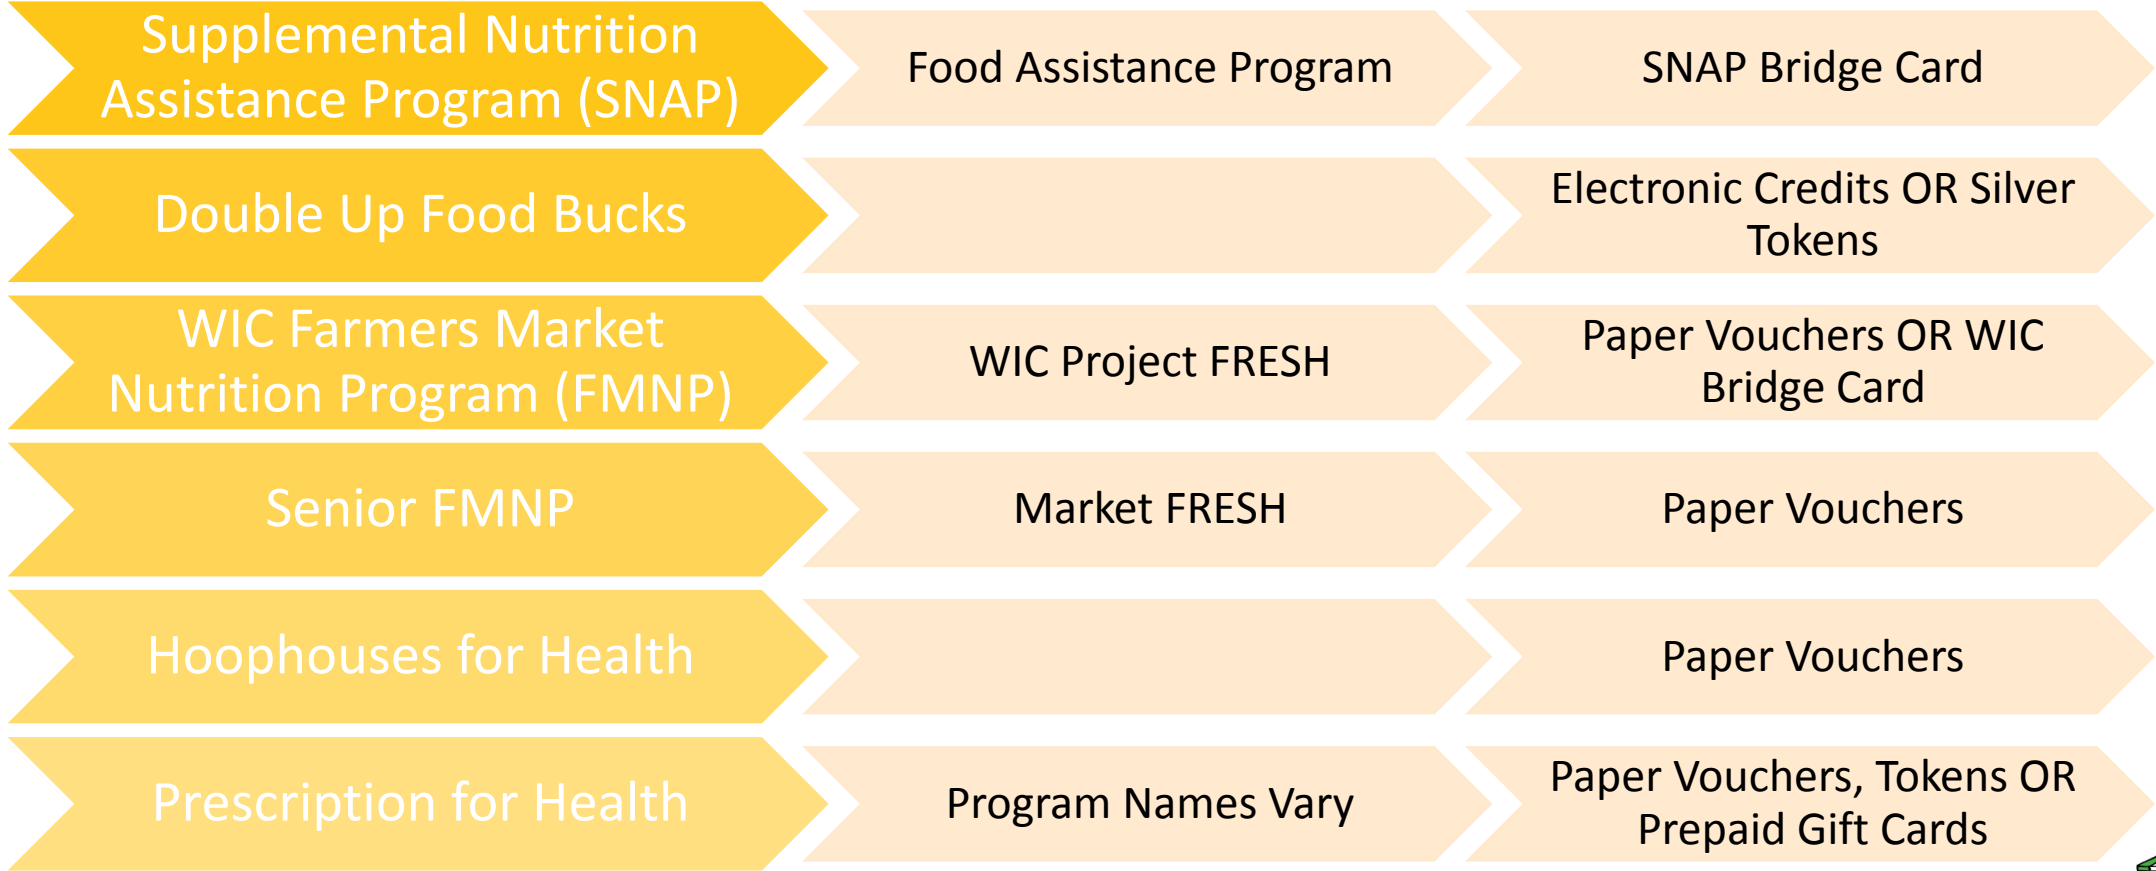 Supplemental Nutrition
Assistance Program (SNAP)
Food Assistance Program
SNAP Bridge Card
Double Up Food Bucks
Electronic Credits OR Silver
Tokens
WIC Farmers Market
Nutrition Program (FMNP)
WIC Project FRESH
Paper Vouchers OR WIC
Bridge Card
Senior FMNP
Market FRESH
Paper Vouchers
Hoophouses for Health
Paper Vouchers
Prescription for Health
Program Names Vary
Paper Vouchers, Tokens OR
Prepaid Gift Cards